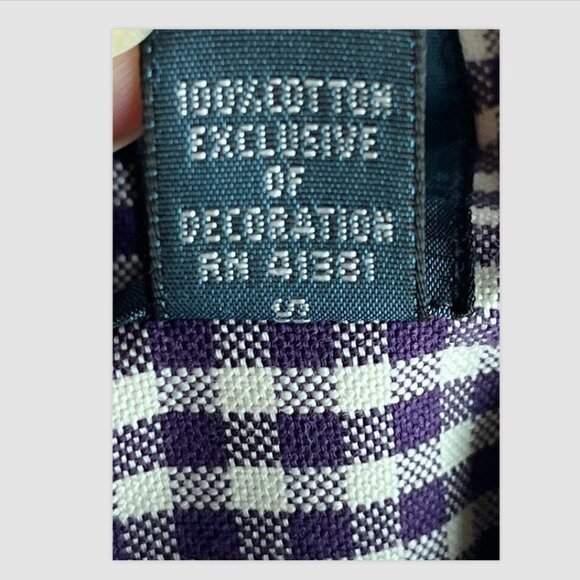 100% COTTON
EXCLUSIVE
OF
DECORATION
RN 41381
S